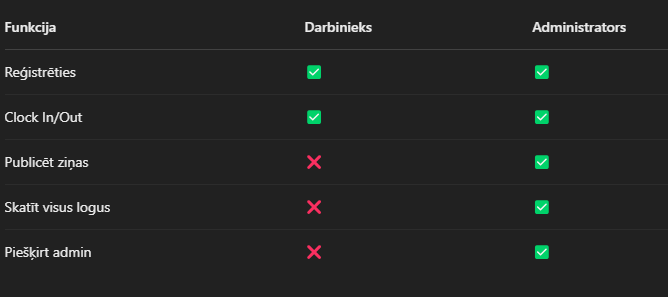 Funkcija Darbinieks Administrators
Reģistrēties ✅ ✅
Clock In/Out ✅ ✅
Publicēt ziņas ❌ ✅
Skatīt visus logus ❌ ✅
Piešķirt admin ❌ ✅